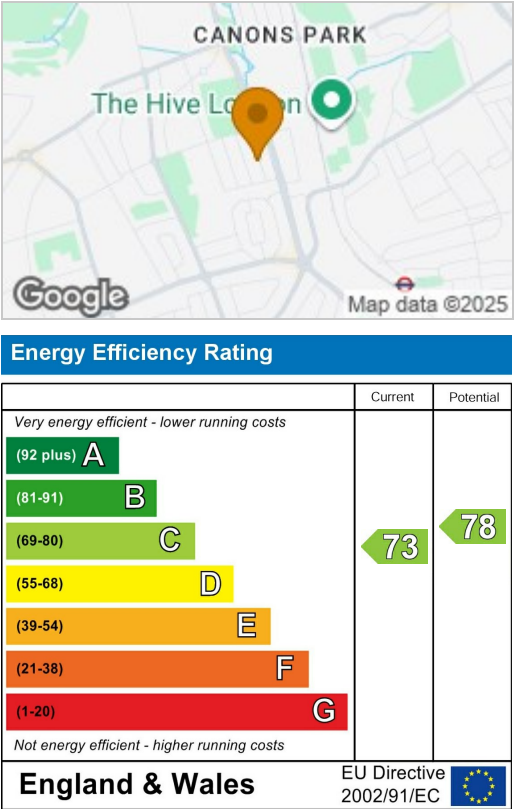 CANONS PARK
The Hive Lo on
Google
Map data ©2025
Energy Efficiency Rating
Current
Potential
Very energy efficient - lower running costs
(92 plus) A
(81-91) B
(69-80) C
73
78
(55-68) D
(39-54) E
(21-38) F
(1-20) G
Not energy efficient - higher running costs
England & Wales
EU Directive
2002/91/EC